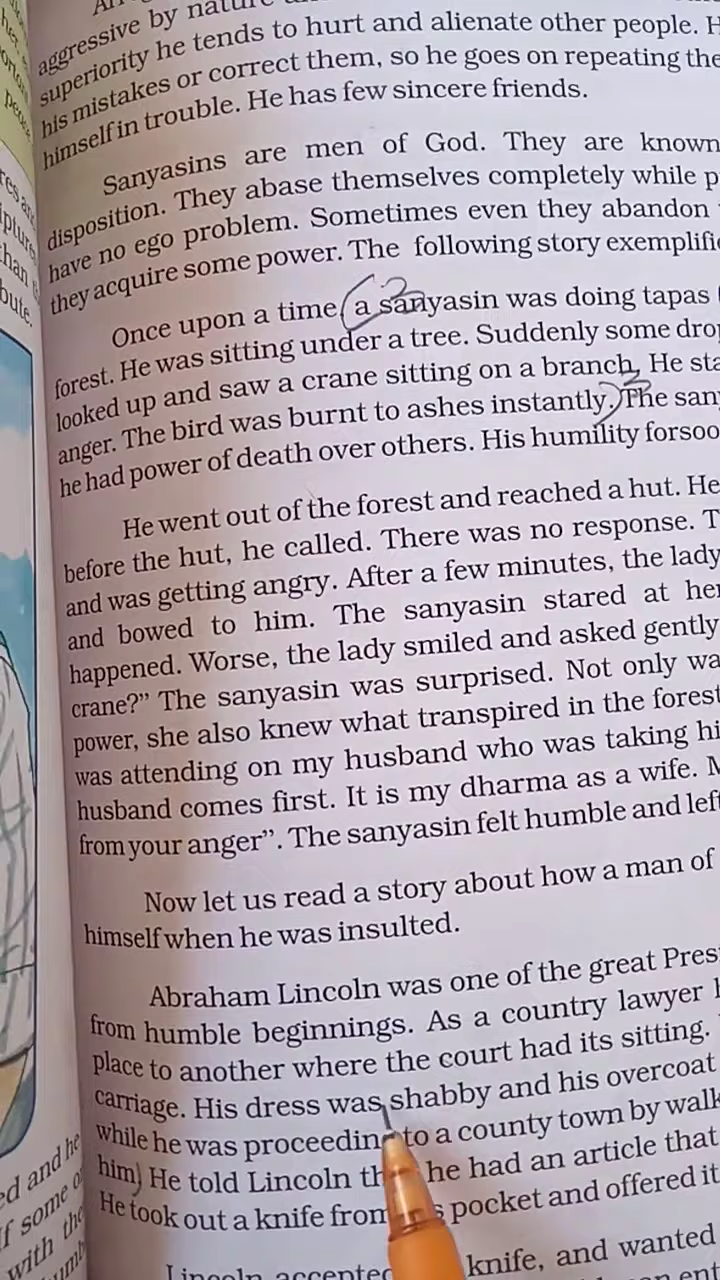 aggressive by nature
superiority he tends to hurt and alienate other people. H
his mistakes or correct them, so he goes on repeating the
himself in trouble. He has few sincere friends.
Sanyasins are men of God. They are known
disposition. They abase themselves completely while p
have no ego problem. Sometimes even they abandon
they acquire some power. The following story exemplifi
Once upon a time, a sanyasin was doing tapas
forest. He was sitting under a tree. Suddenly some dro
looked up and saw a crane sitting on a branch. He sta
anger. The bird was burnt to ashes instantly. The san
he had power of death over others. His humility forsoo
He went out of the forest and reached a hut. He
before the hut, he called. There was no response. T
and was getting angry. After a few minutes, the lady
and bowed to him. The sanyasin stared at her
happened. Worse, the lady smiled and asked gently
crane?” The sanyasin was surprised. Not only wa
power, she also knew what transpired in the forest
was attending on my husband who was taking hi
husband comes first. It is my dharma as a wife. M
from your anger”. The sanyasin felt humble and left
Now let us read a story about how a man of
himself when he was insulted.
Abraham Lincoln was one of the great Pres
from humble beginnings. As a country lawyer
place to another where the court had its sitting.
carriage. His dress was shabby and his overcoat
while he was proceeding to a county town by walk
him) He told Lincoln he had an article that
He took out a knife from pocket and offered it
Lincoln accepted knife, and wanted